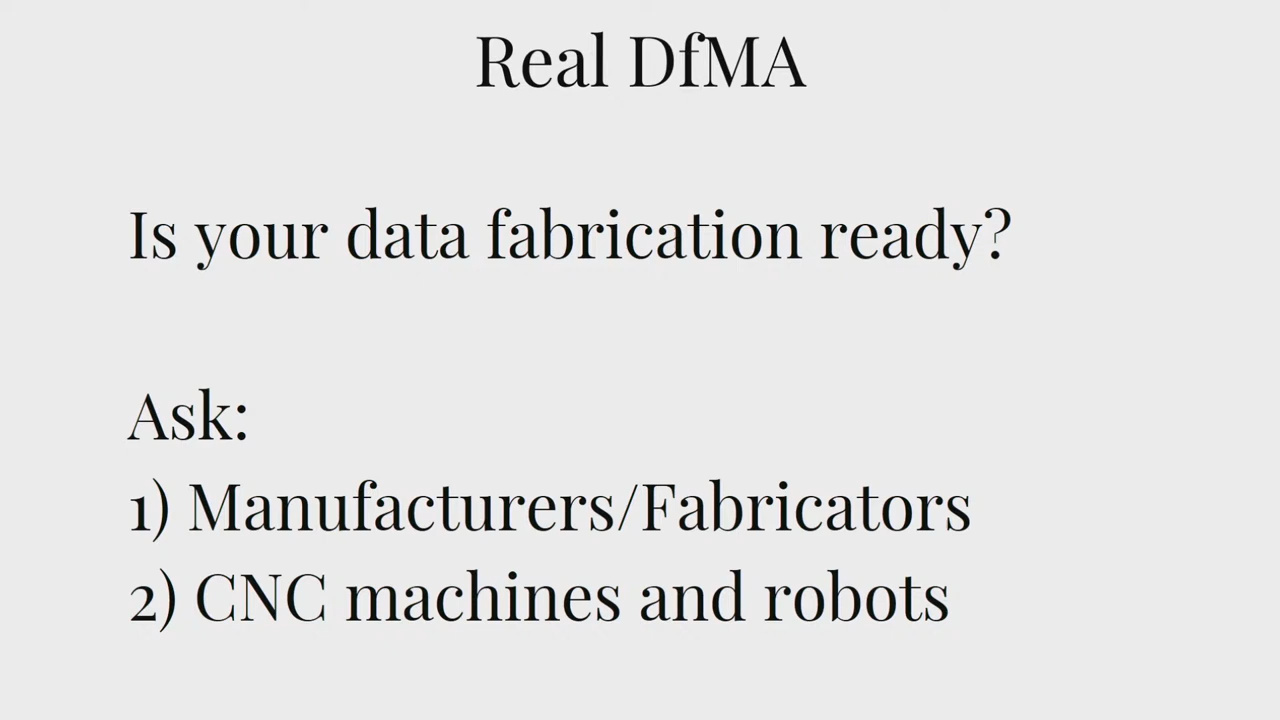 Real DfMA
Is your data fabrication ready?
Ask:
1) Manufacturers/Fabricators
2) CNC machines and robots